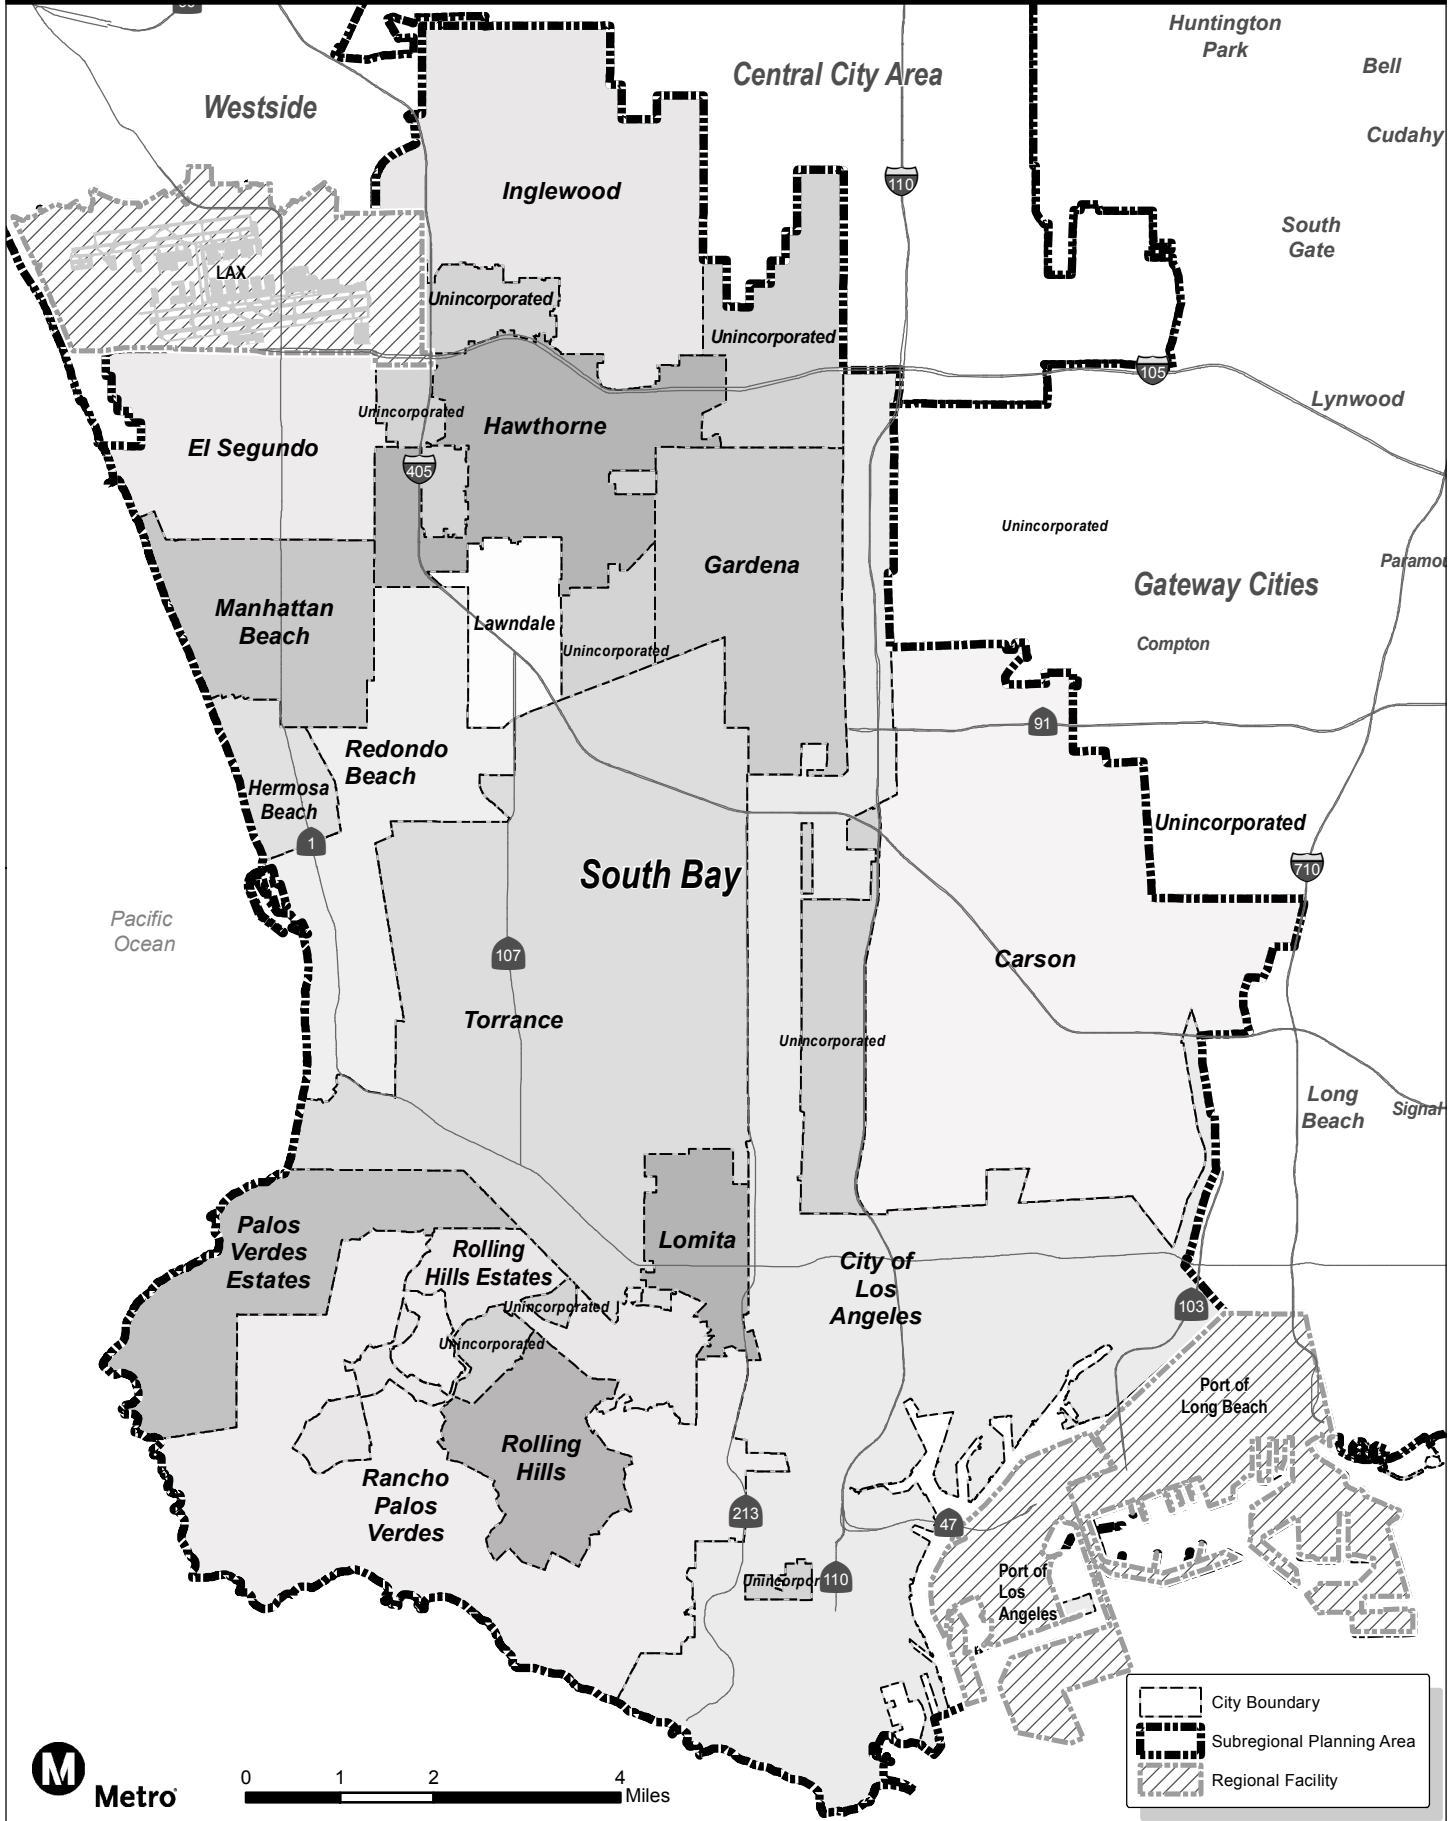 Huntington
Park
Bell
Central City Area
Westside
Cudahy
110
Inglewood
South
Gate
LAX
Unincorporated
Unincorporated
105
Lynwood
Unincorporated
Hawthorne
El Segundo
405
Unincorporated
Gardena
Paramou
Gateway Cities
Manhattan
Beach
Lawndale
Unincorporated
Compton
91
Redondo
Beach
Hermosa
Beach
Unincorporated
1
South Bay
710
Pacific
Ocean
107
Carson
Torrance
Unincorporated
Long
Beach
Signal
Palos
Verdes
Estates
Lomita
Rolling
Hills Estates
City of
Los
Angeles
Unincorporated
103
Unincorporated
Port of
Long Beach
Rolling
Hills
Rancho
Palos
Verdes
213
47
Unincorpor
110
Port of
Los
Angeles
City Boundary
Subregional Planning Area
Regional Facility
M
Metro
0 1 2 4
Miles